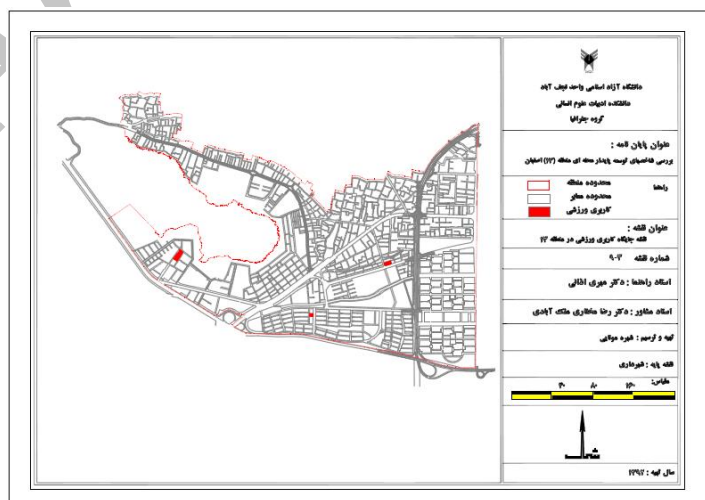 دانشگاه آزاد اسلامی واحد نجف آباد
دانشکده ادبیات علوم انسانی
گروه جغرافیا
عنوان پایان نامه :
بررسی شاخصهای توسعه پایدار محله ای منطقه (۱۳) اصفهان
راهنما
محدوده منطقه
محدوده معابر
کاربری ورزشی
عنوان نقشه :
نقشه جایگاه کاربری ورزشی در منطقه ۱۳
شماره نقشه ۳-۹
استاد راهنما : دکتر مهری اذانی
استاد مشاور : دکتر رضا مختاری ملک آبادی
تهیه و ترسیم : شهره مولایی
نقشه پایه : شهرداری
مقیاس:
۴۰ ۸۰ ۱۶۰
سال تهیه : ۱۳۹۲